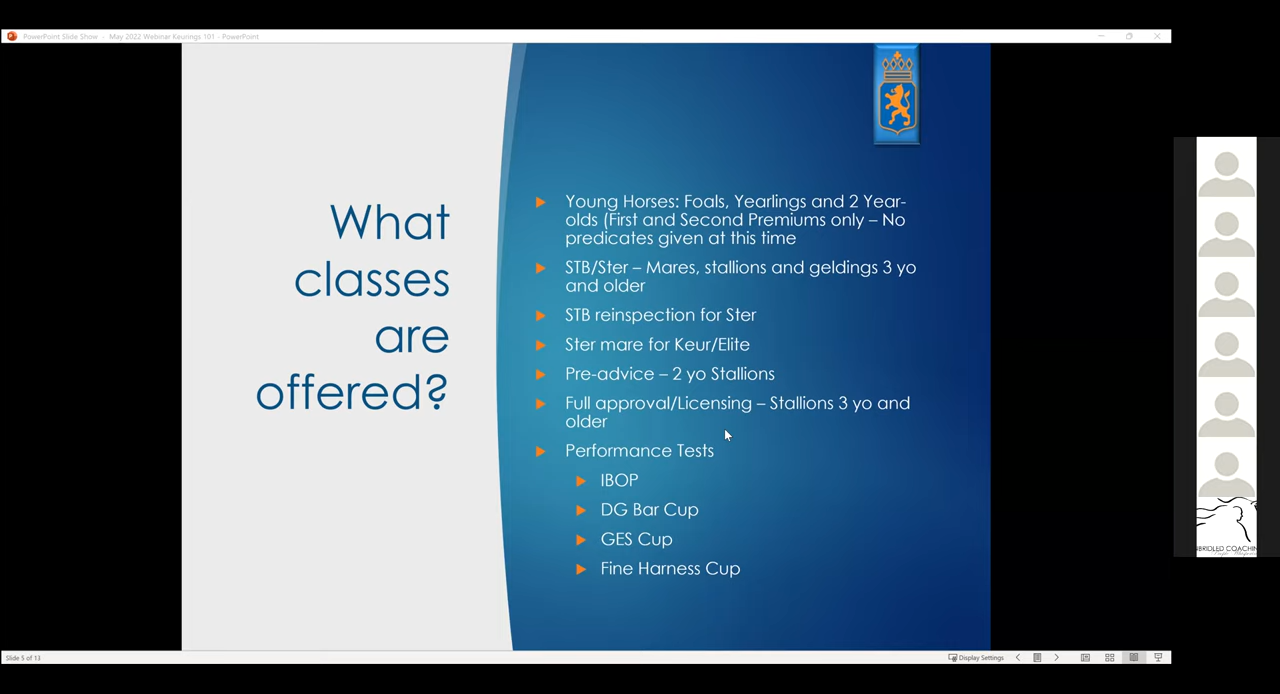 PowerPoint Slide Show - May 2022 Webinar Keurings 101 - PowerPoint
What
classes
are
offered?
Young Horses: Foals, Yearlings and 2 Year-
olds (First and Second Premiums only – No
predicates given at this time
STB/Ster – Mares, stallions and geldings 3 yo
and older
STB reinspection for Ster
Ster mare for Keur/Elite
Pre-advice – 2 yo Stallions
Full approval/Licensing – Stallions 3 yo and
older
Performance Tests
IBOP
DG Bar Cup
GES Cup
Fine Harness Cup
Slide 5 of 13
Display Settings